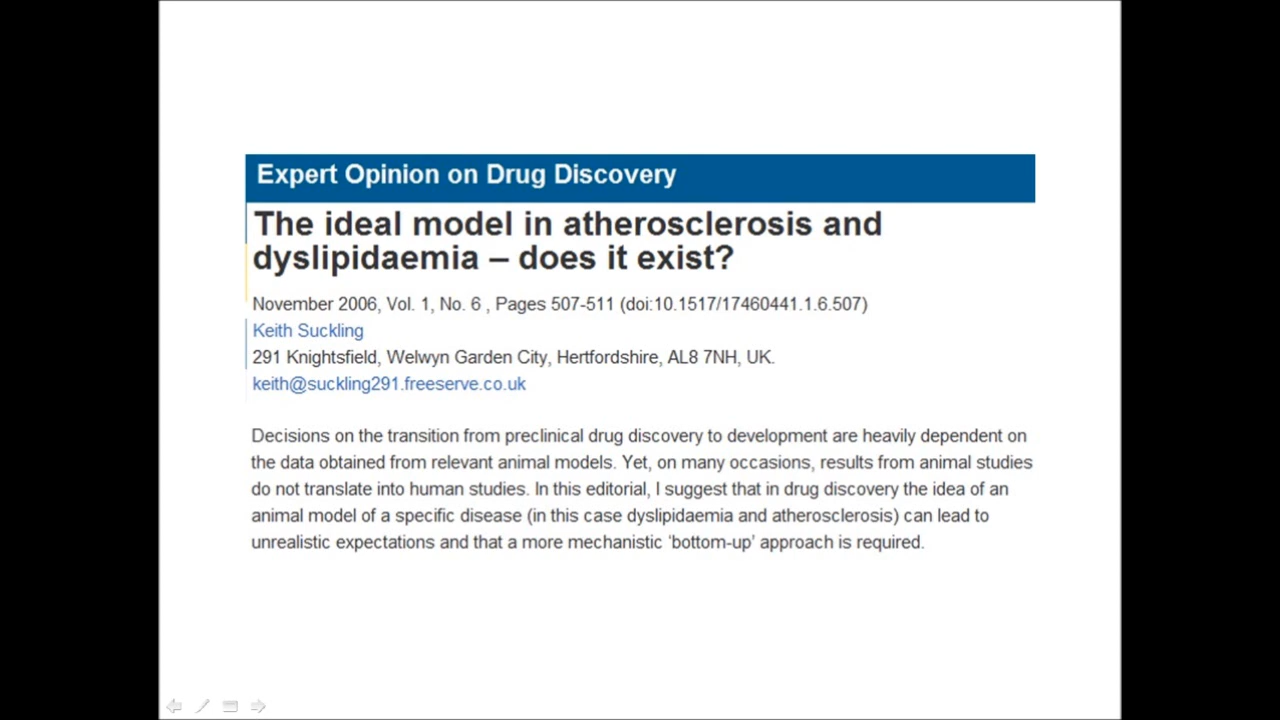 Expert Opinion on Drug Discovery
The ideal model in atherosclerosis and
dyslipidaemia – does it exist?
November 2006, Vol. 1, No. 6 , Pages 507-511 (doi:10.1517/17460441.1.6.507)
Keith Suckling
291 Knightsfield, Welwyn Garden City, Hertfordshire, AL8 7NH, UK.
keith@suckling291.freeserve.co.uk
Decisions on the transition from preclinical drug discovery to development are heavily dependent on
the data obtained from relevant animal models. Yet, on many occasions, results from animal studies
do not translate into human studies. In this editorial, I suggest that in drug discovery the idea of an
animal model of a specific disease (in this case dyslipidaemia and atherosclerosis) can lead to
unrealistic expectations and that a more mechanistic ‘bottom-up’ approach is required.